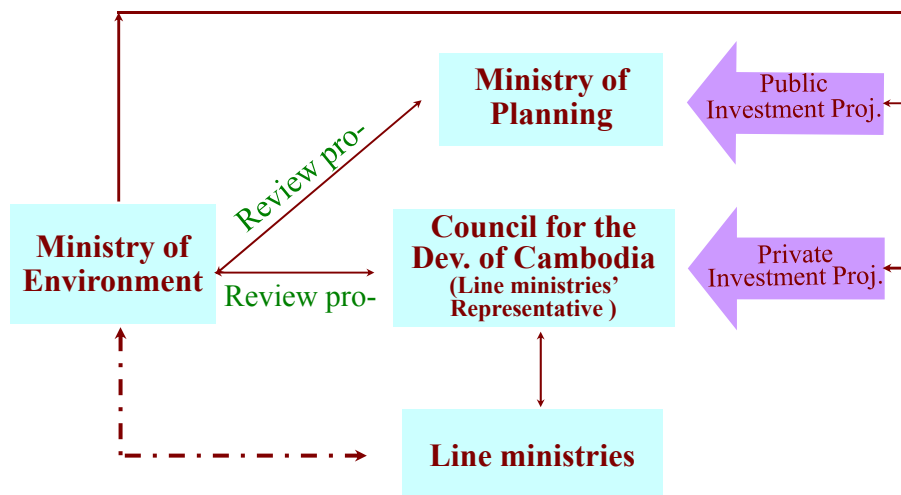 Ministry of
Planning
Public
Investment Proj.
Review pro-
Ministry of
Environment
Council for the
Dev. of Cambodia
(Line ministries’
Representative )
Private
Investment Proj.
Review pro-
Line ministries